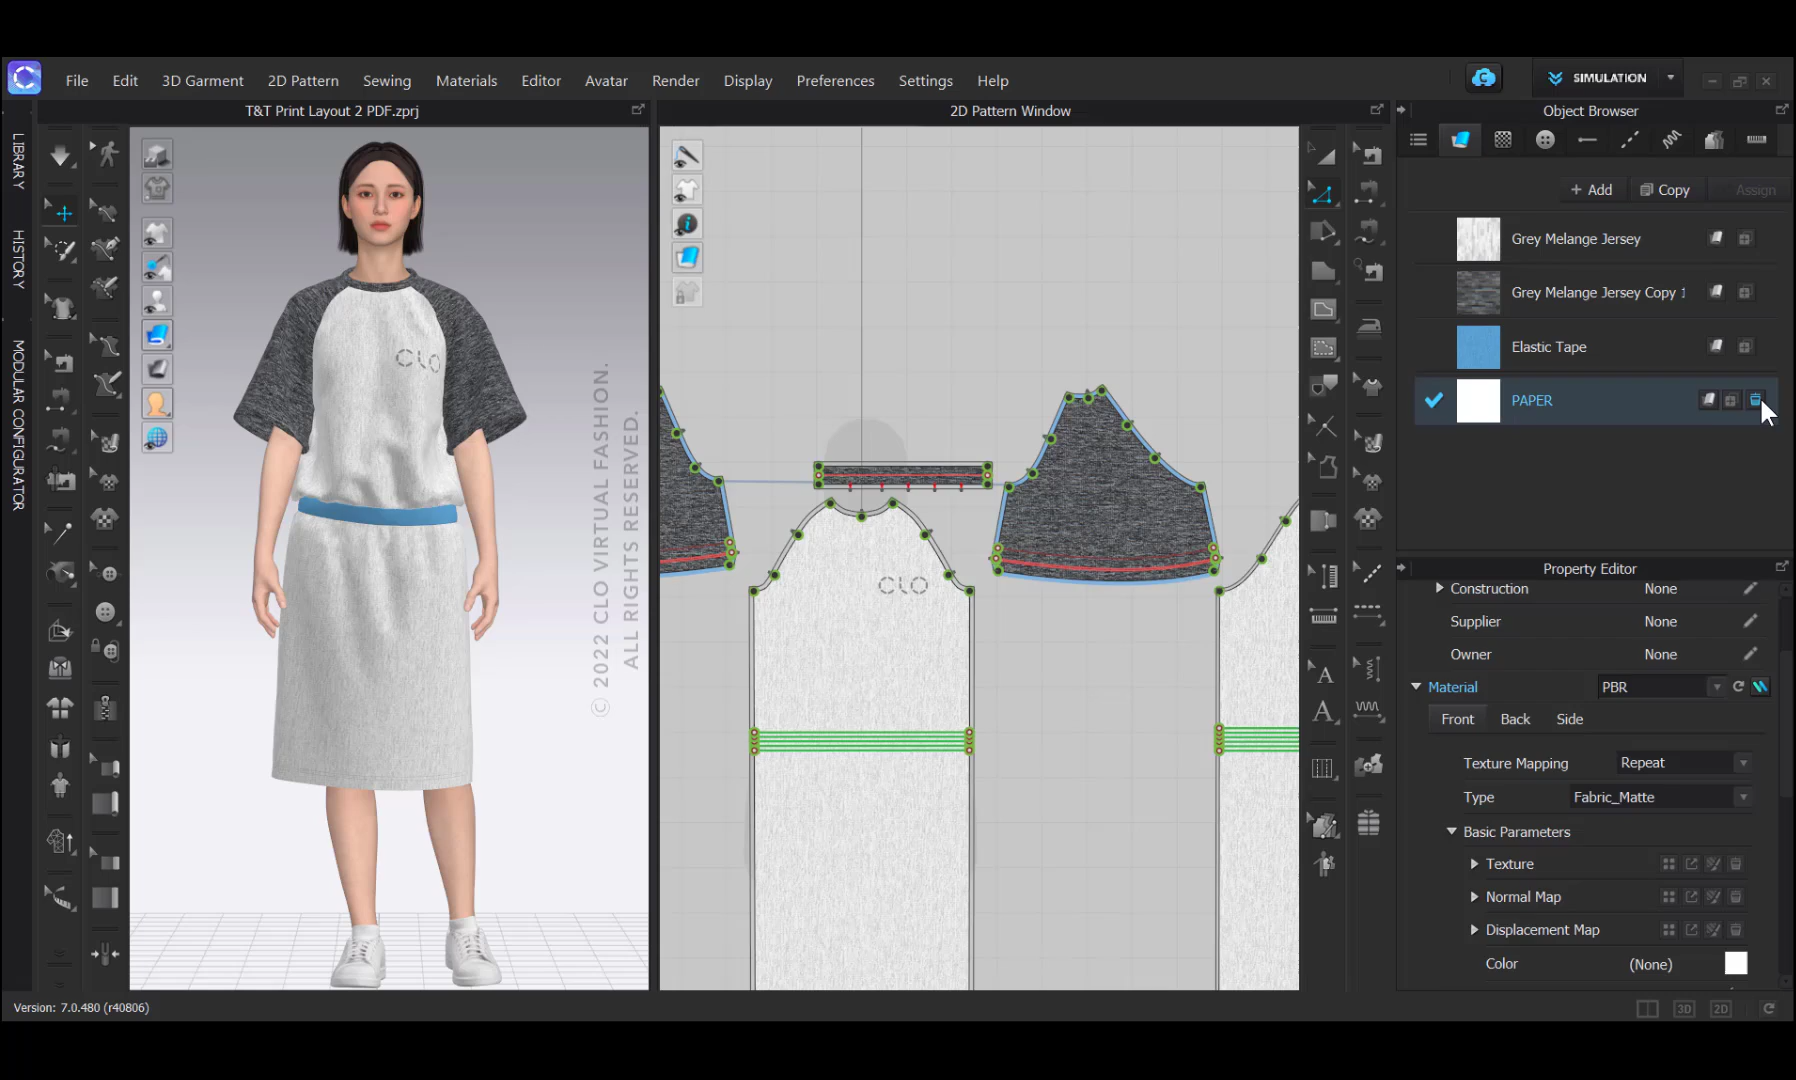 File Edit 3D Garment 2D Pattern Sewing Materials Editor Avatar Render Display Preferences Settings Help
SIMULATION
T&T Print Layout 2 PDF.zprj
2D Pattern Window
Object Browser
LIBRARY
HISTORY
MODULAR CONFIGURATOR
CLO
© 2022 CLO VIRTUAL FASHION.
ALL RIGHTS RESERVED.
CLO
A
A
+ Add
Copy
Assign
Grey Melange Jersey
Grey Melange Jersey Copy 1
Elastic Tape
PAPER
Property Editor
Construction None
Supplier None
Owner None
Material PBR
Front Back Side
Texture Mapping Repeat
Type Fabric_Matte
Basic Parameters
Texture
Normal Map
Displacement Map
Color (None)
Version: 7.0.480 (r40806)
3D 2D